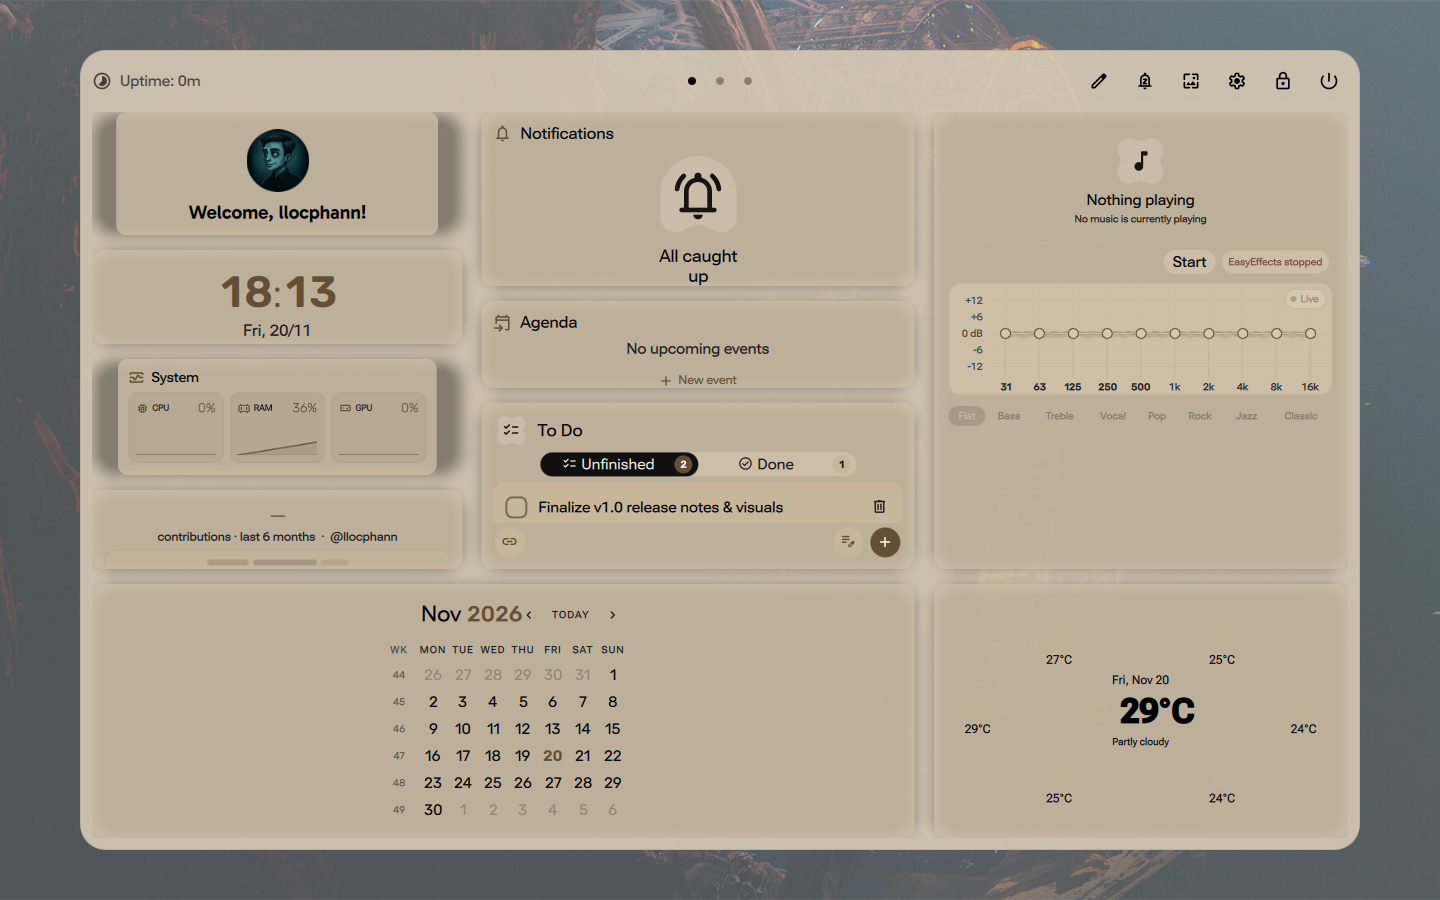 Uptime: 0m
Welcome, llocphann!
18:13
Fri, 20/11
System
CPU 0%
RAM 36%
GPU 0%
—
contributions · last 6 months · @llocphann
Notifications
All caught
up
Agenda
No upcoming events
+ New event
To Do
Unfinished 2
Done 1
Finalize v1.0 release notes & visuals
Nothing playing
No music is currently playing
Start
EasyEffects stopped
Live
+12
+6
0 dB
-6
-12
31 63 125 250 500 1k 2k 4k 8k 16k
Flat Bass Treble Vocal Pop Rock Jazz Classic
Nov 2026 < TODAY >
WK MON TUE WED THU FRI SAT SUN
44 26 27 28 29 30 31 1
45 2 3 4 5 6 7 8
46 9 10 11 12 13 14 15
47 16 17 18 19 20 21 22
48 23 24 25 26 27 28 29
49 30 1 2 3 4 5 6
27°C 25°C
Fri, Nov 20
29°C
29°C 24°C
Partly cloudy
25°C 24°C